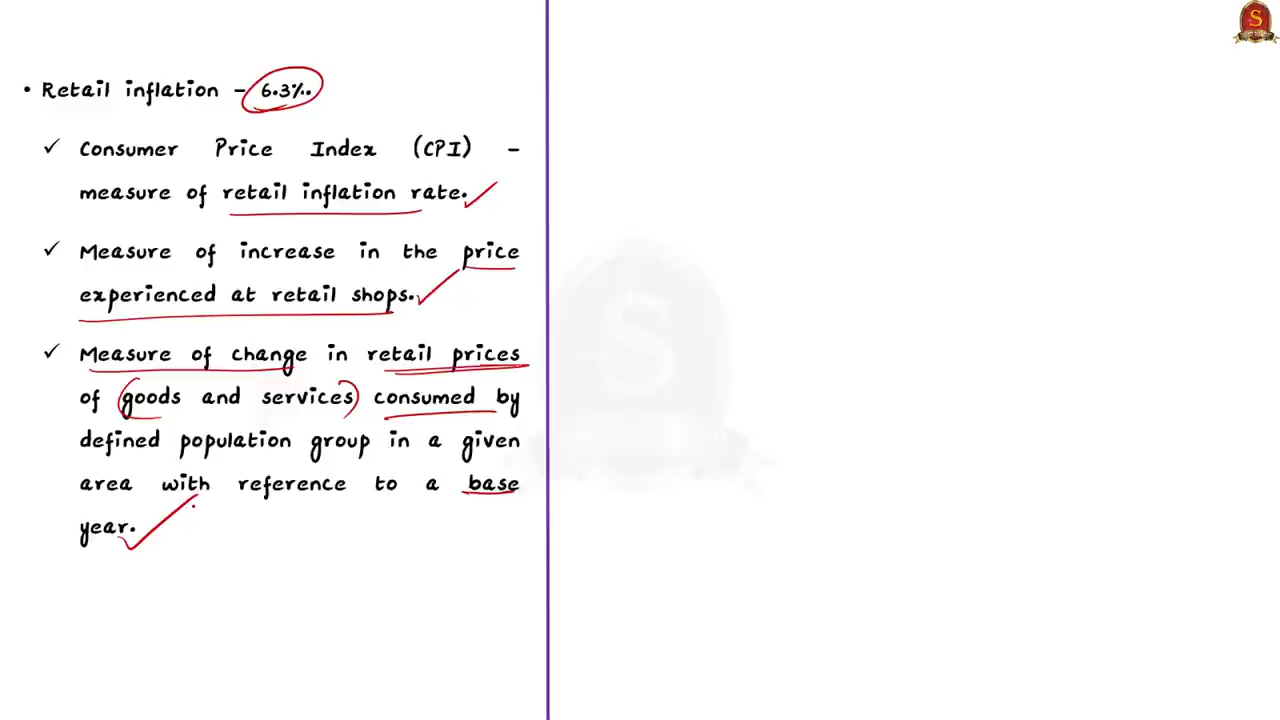 • Retail inflation – 6.3%.
✓ Consumer Price Index (CPI) –
measure of retail inflation rate.
✓ Measure of increase in the price
experienced at retail shops.
✓ Measure of change in retail prices
of goods and services consumed by
defined population group in a given
area with reference to a base
year.
S
S